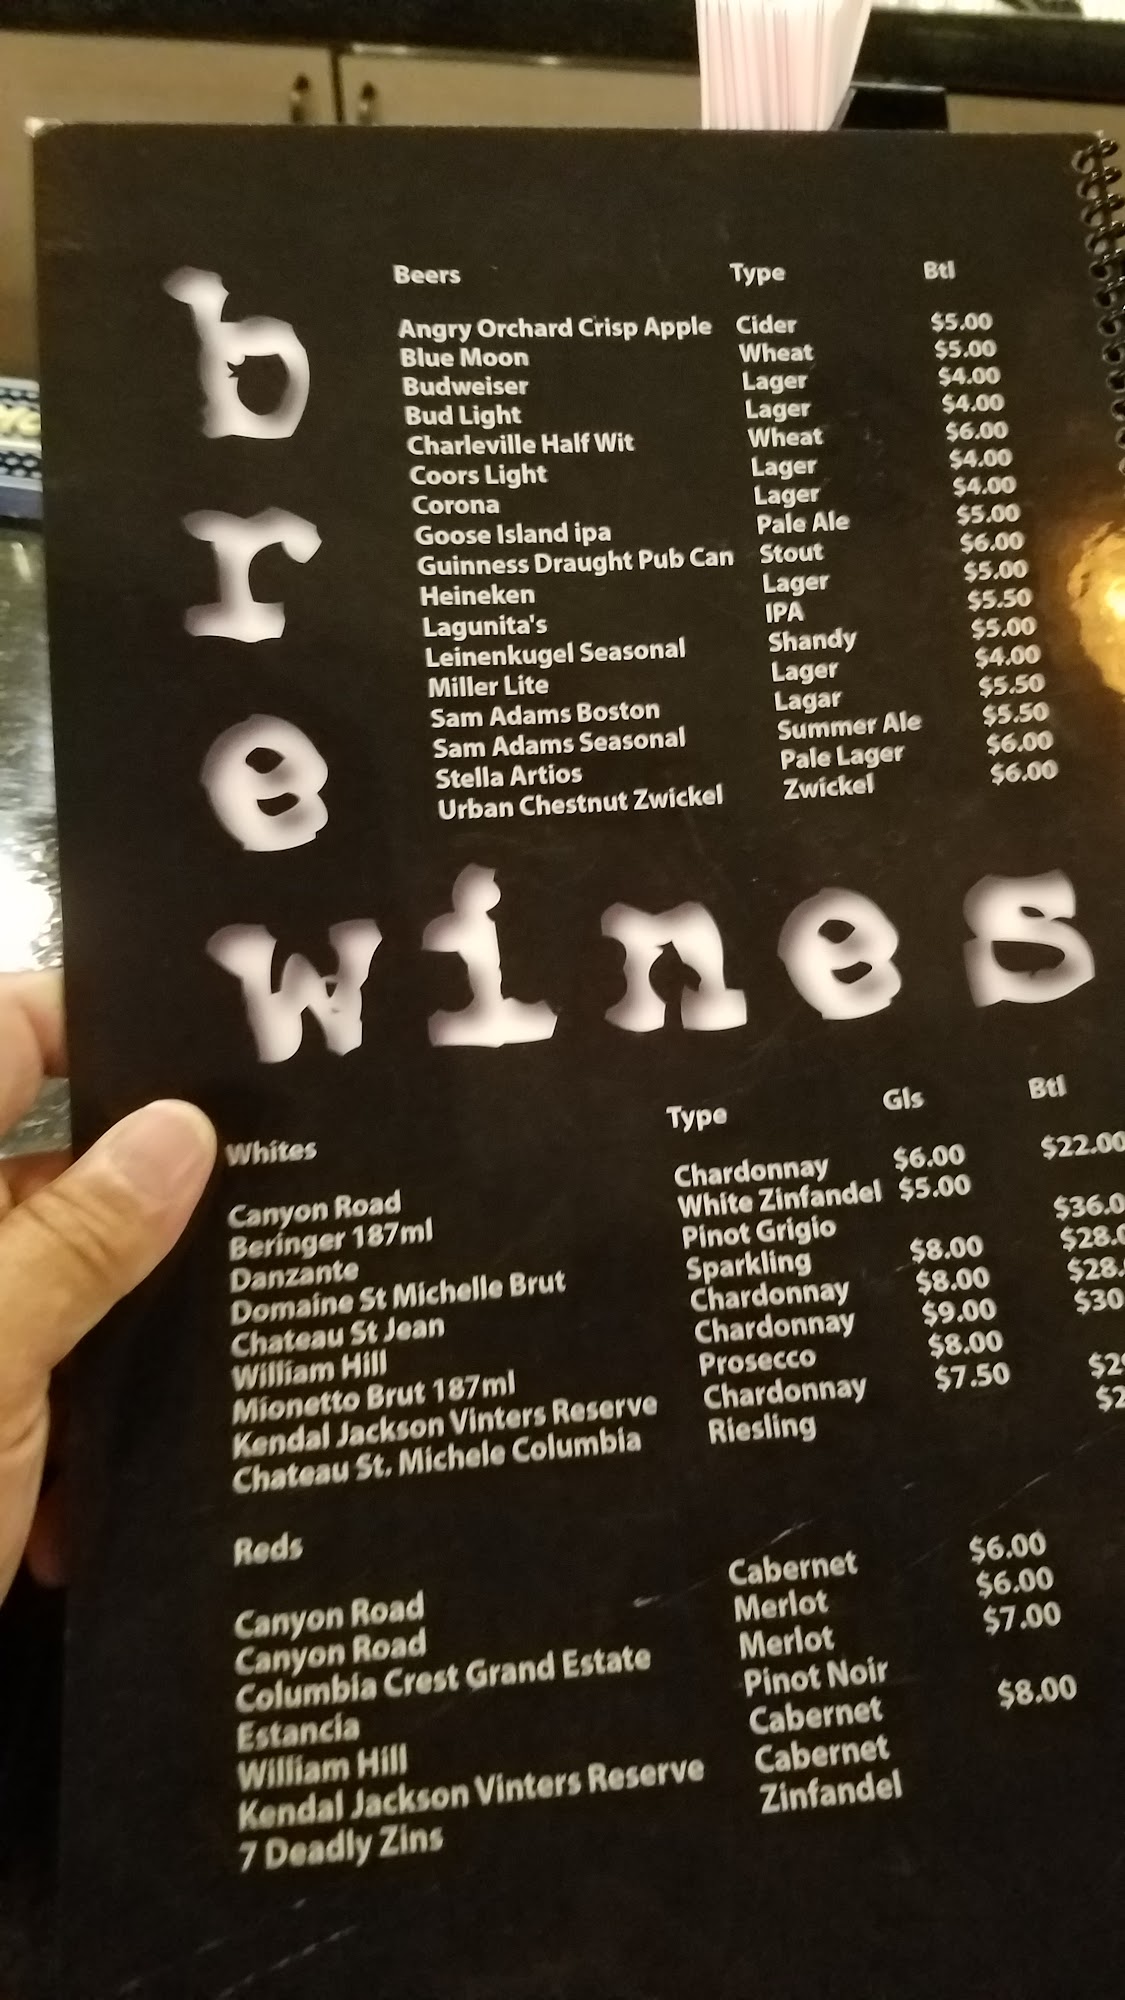 Beers Type Btl
Angry Orchard Crisp Apple Cider $5.00
Blue Moon Wheat $5.00
Budweiser Lager $4.00
Bud Light Lager $4.00
Charleville Half Wit Wheat $6.00
Coors Light Lager $4.00
Corona Lager $4.00
Goose Island ipa Pale Ale $5.00
Guinness Draught Pub Can Stout $6.00
Heineken Lager $5.00
Lagunita's IPA $5.50
Leinenkugel Seasonal Shandy $5.00
Miller Lite Lager $4.00
Sam Adams Boston Lagar $5.50
Sam Adams Seasonal Summer Ale $5.50
Stella Artios Pale Lager $6.00
Urban Chestnut Zwickel Zwickel $6.00
brewines
Whites Type Gls Btl
Canyon Road Chardonnay $6.00 $22.00
Beringer 187ml White Zinfandel $5.00
Danzante Pinot Grigio
Domaine St Michelle Brut Sparkling $8.00
Chateau St Jean Chardonnay $8.00
William Hill Chardonnay $9.00
Mionetto Brut 187ml Prosecco $8.00
Kendal Jackson Vinters Reserve Chardonnay $7.50
Chateau St. Michele Columbia Riesling
Reds
Canyon Road Cabernet $6.00
Canyon Road Merlot $6.00
Columbia Crest Grand Estate Merlot $7.00
Estancia Pinot Noir
William Hill Cabernet $8.00
Kendal Jackson Vinters Reserve Cabernet
7 Deadly Zins Zinfandel